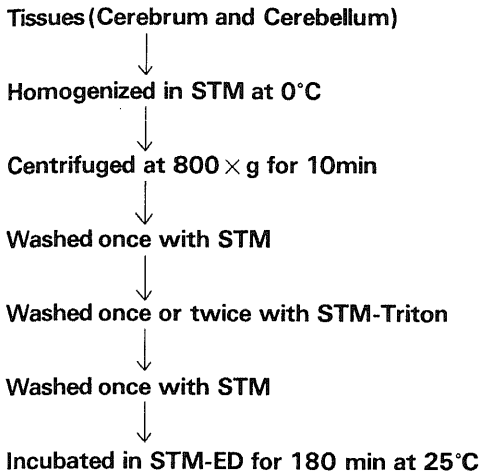 Tissues (Cerebrum and Cerebellum)
Homogenized in STM at 0°C
Centrifuged at 800 × g for 10min
Washed once with STM
Washed once or twice with STM-Triton
Washed once with STM
Incubated in STM-ED for 180 min at 25°C